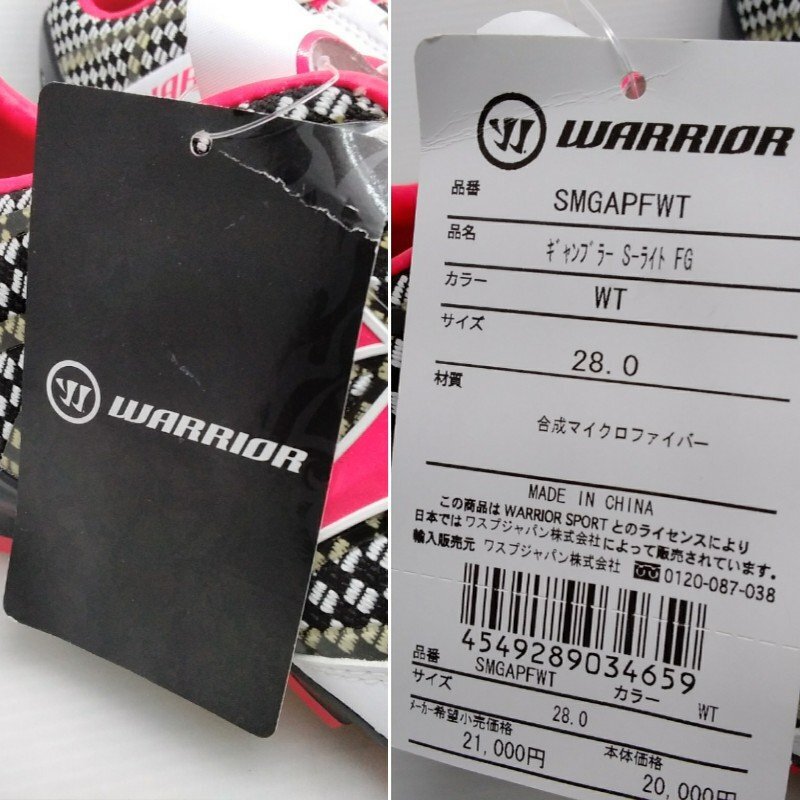 WARRIOR
WARRIOR
品番
SMGAPFWT
品名
ギャンブラー S-ライト FG
カラー
WT
サイズ
28.0
材質
合成マイクロファイバー
MADE IN CHINA
この商品は WARRIOR SPORT とのライセンスにより
日本ではワスプジャパン株式会社によって販売されています。
輸入販売元 ワスプジャパン株式会社 0120-087-038
4549289034659
品番 SMGAPFWT カラー WT
サイズ 28.0
メーカー希望小売価格 本体価格
21,000円 20,000円